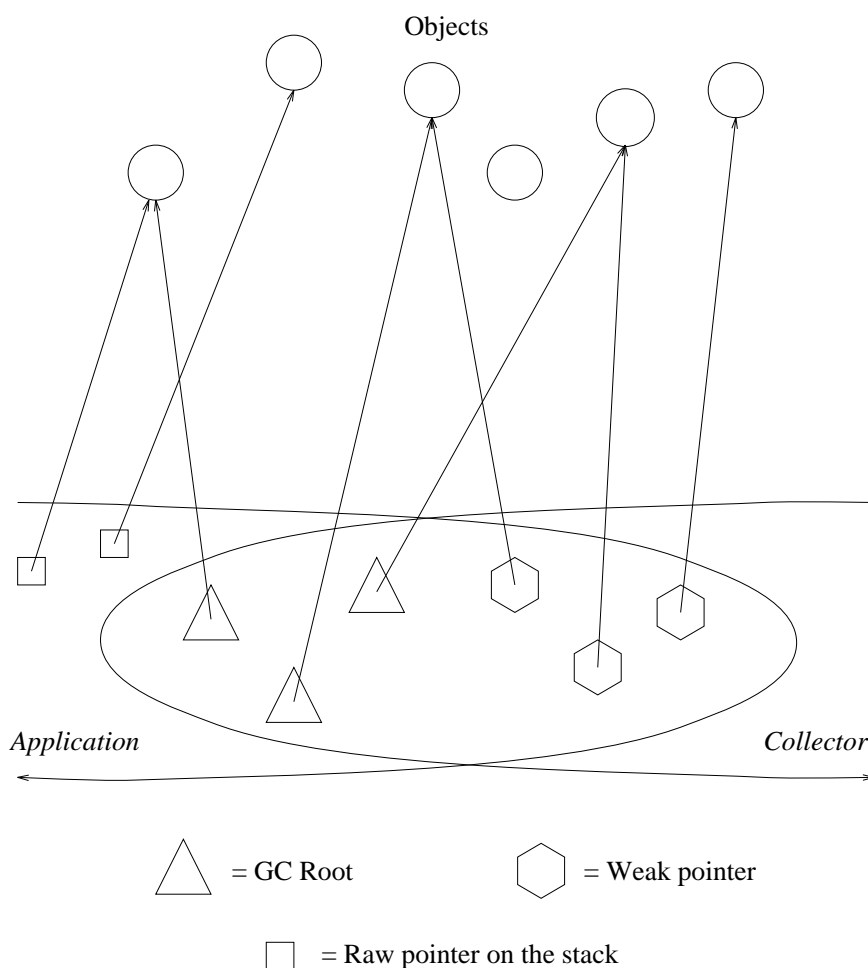 Objects
Application
Collector
= GC Root
= Weak pointer
= Raw pointer on the stack